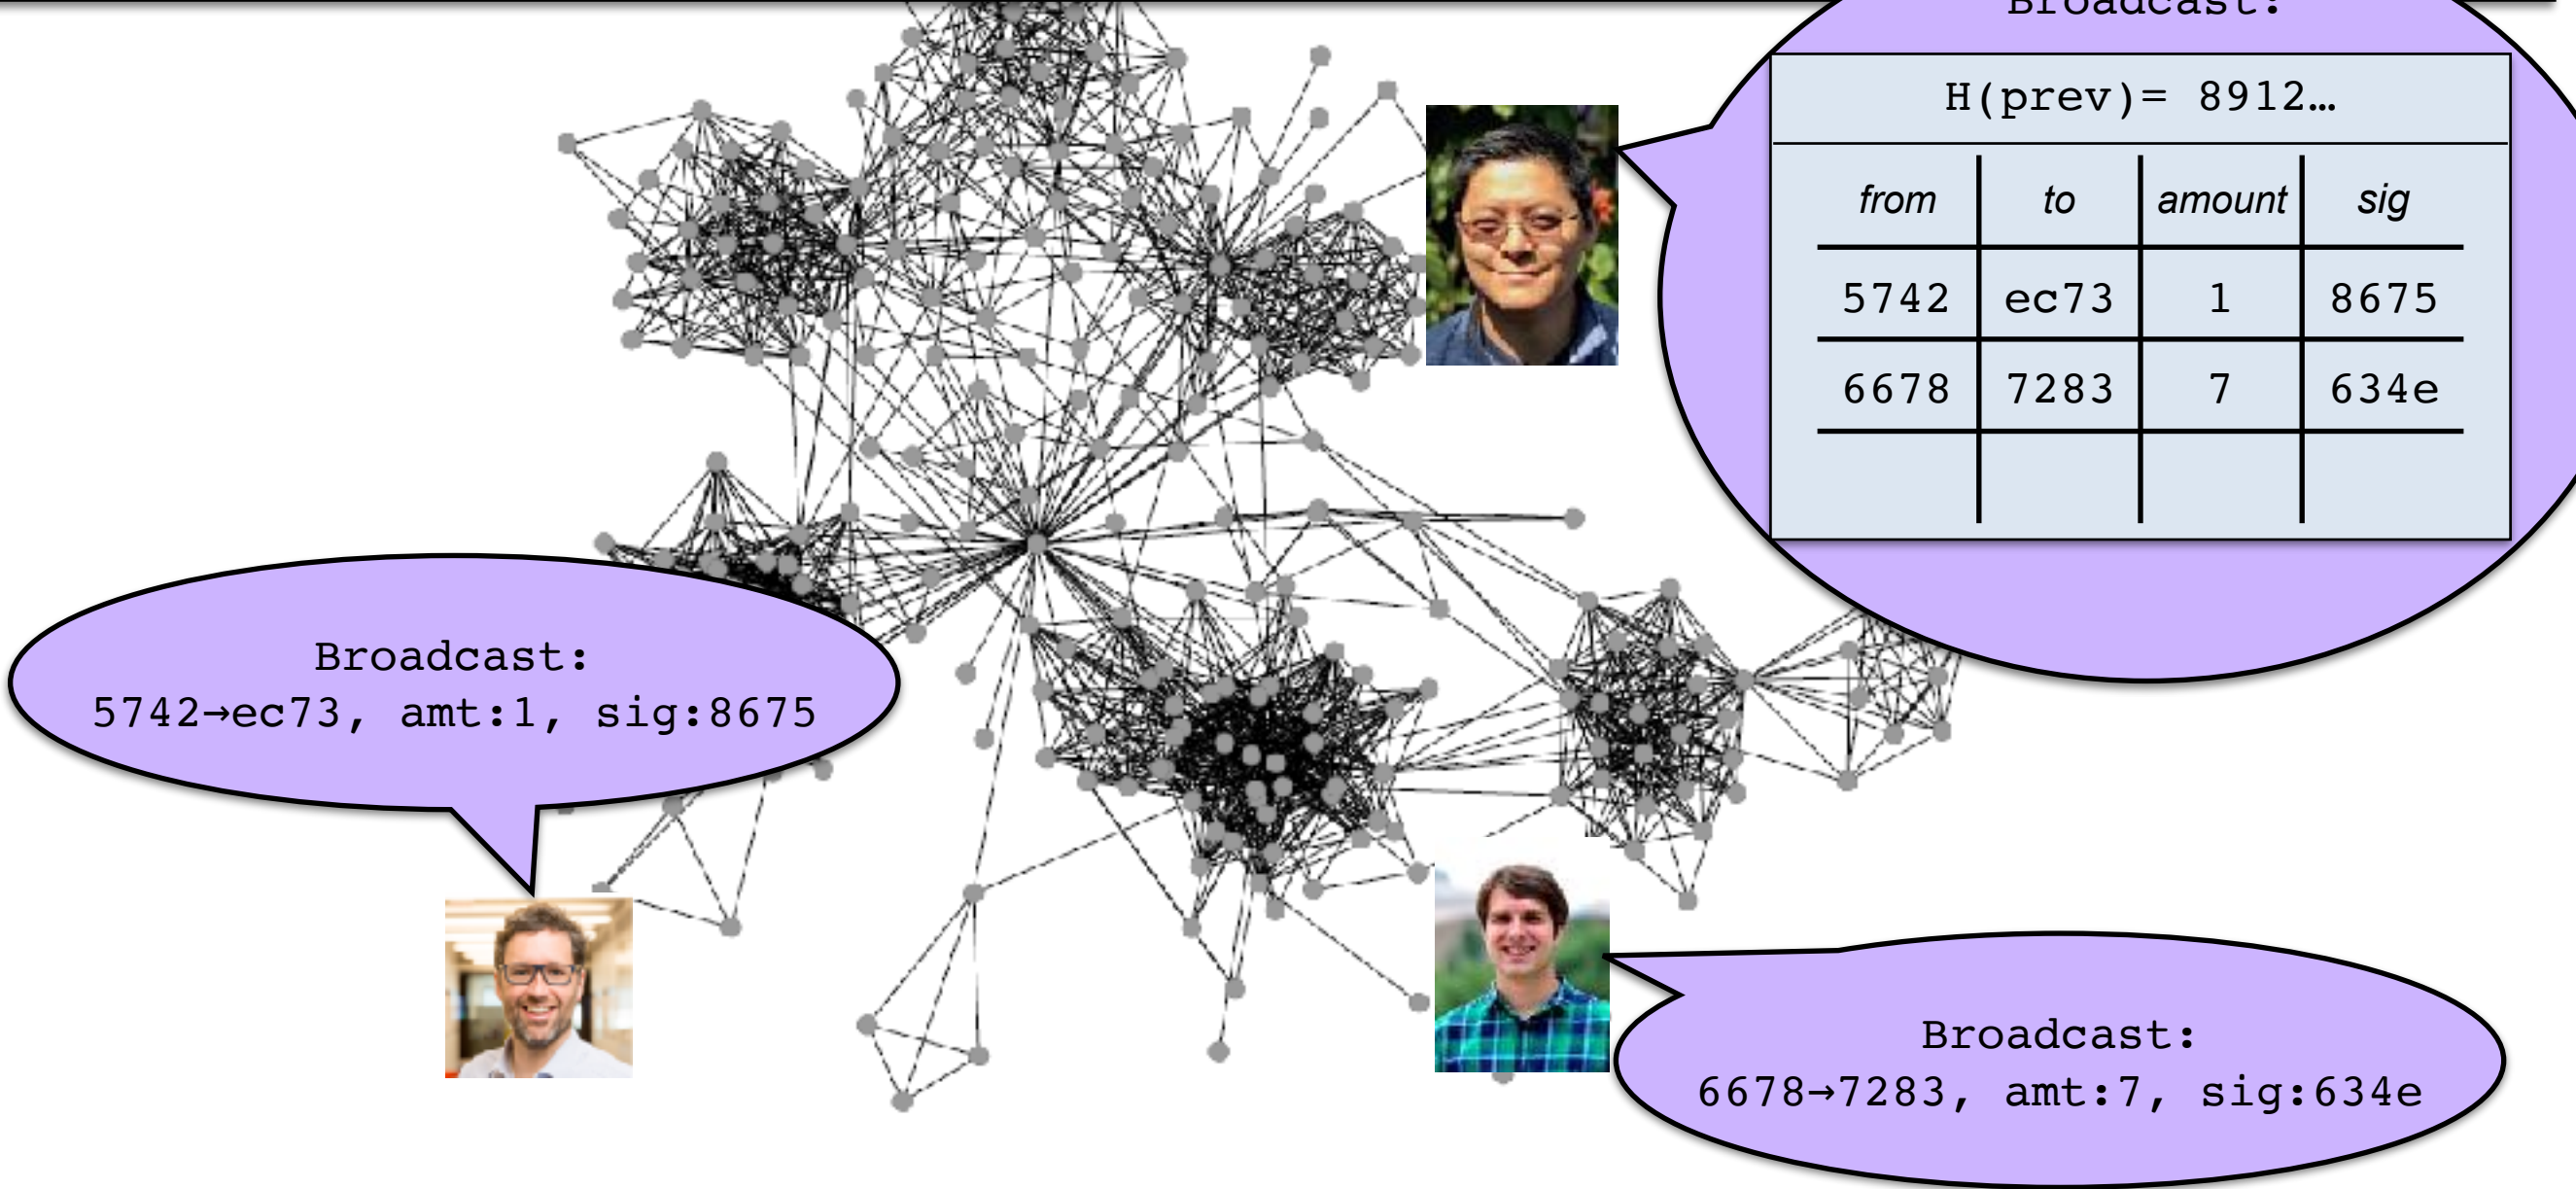 Broadcast:
H(prev)= 8912…
from to amount sig
5742 ec73 1 8675
6678 7283 7 634e
Broadcast:
5742→ec73, amt:1, sig:8675
Broadcast:
6678→7283, amt:7, sig:634e